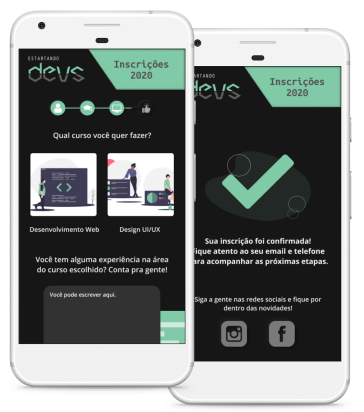 ESTARTANDO
devs
Inscrições
2020
Qual curso você quer fazer?
Desenvolvimento Web
Design UI/UX
Você tem alguma experiência na área
do curso escolhido? Conta pra gente!
Você pode escrever aqui.
TARTANDO
devs
Inscrições
2020
Sua inscrição foi confirmada!
ique atento ao seu email e telefone
ara acompanhar as próximas etapas.
Siga a gente nas redes sociais e fique por
dentro das novidades!